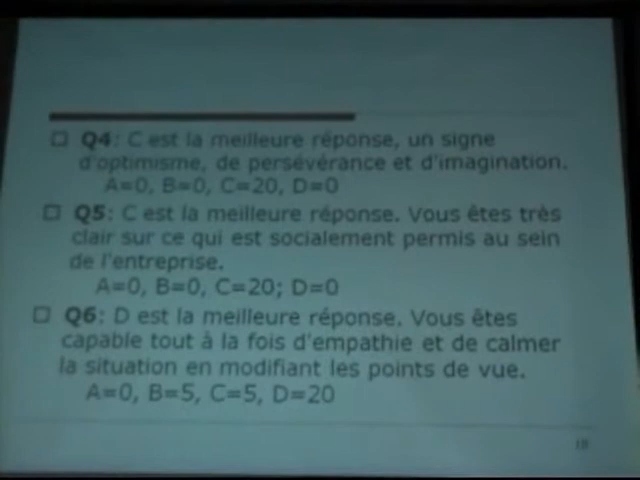 Q4: C est la meilleure réponse, un signe
d'optimisme, de persévérance et d'imagination.
A=0, B=0, C=20, D=0
Q5: C est la meilleure réponse. Vous êtes très
clair sur ce qui est socialement permis au sein
de l'entreprise.
A=0, B=0, C=20; D=0
Q6: D est la meilleure réponse. Vous êtes
capable tout à la fois d'empathie et de calmer
la situation en modifiant les points de vue.
A=0, B=5, C=5, D=20